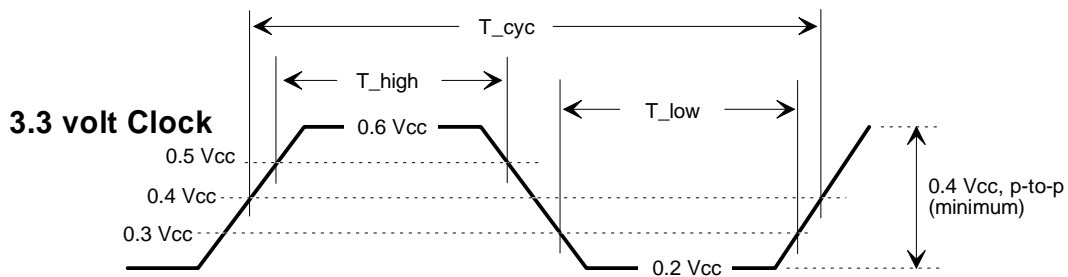 T_cyc
T_high
T_low
3.3 volt Clock
0.6 Vcc
0.5 Vcc
0.4 Vcc
0.4 Vcc, p-to-p
(minimum)
0.3 Vcc
0.2 Vcc